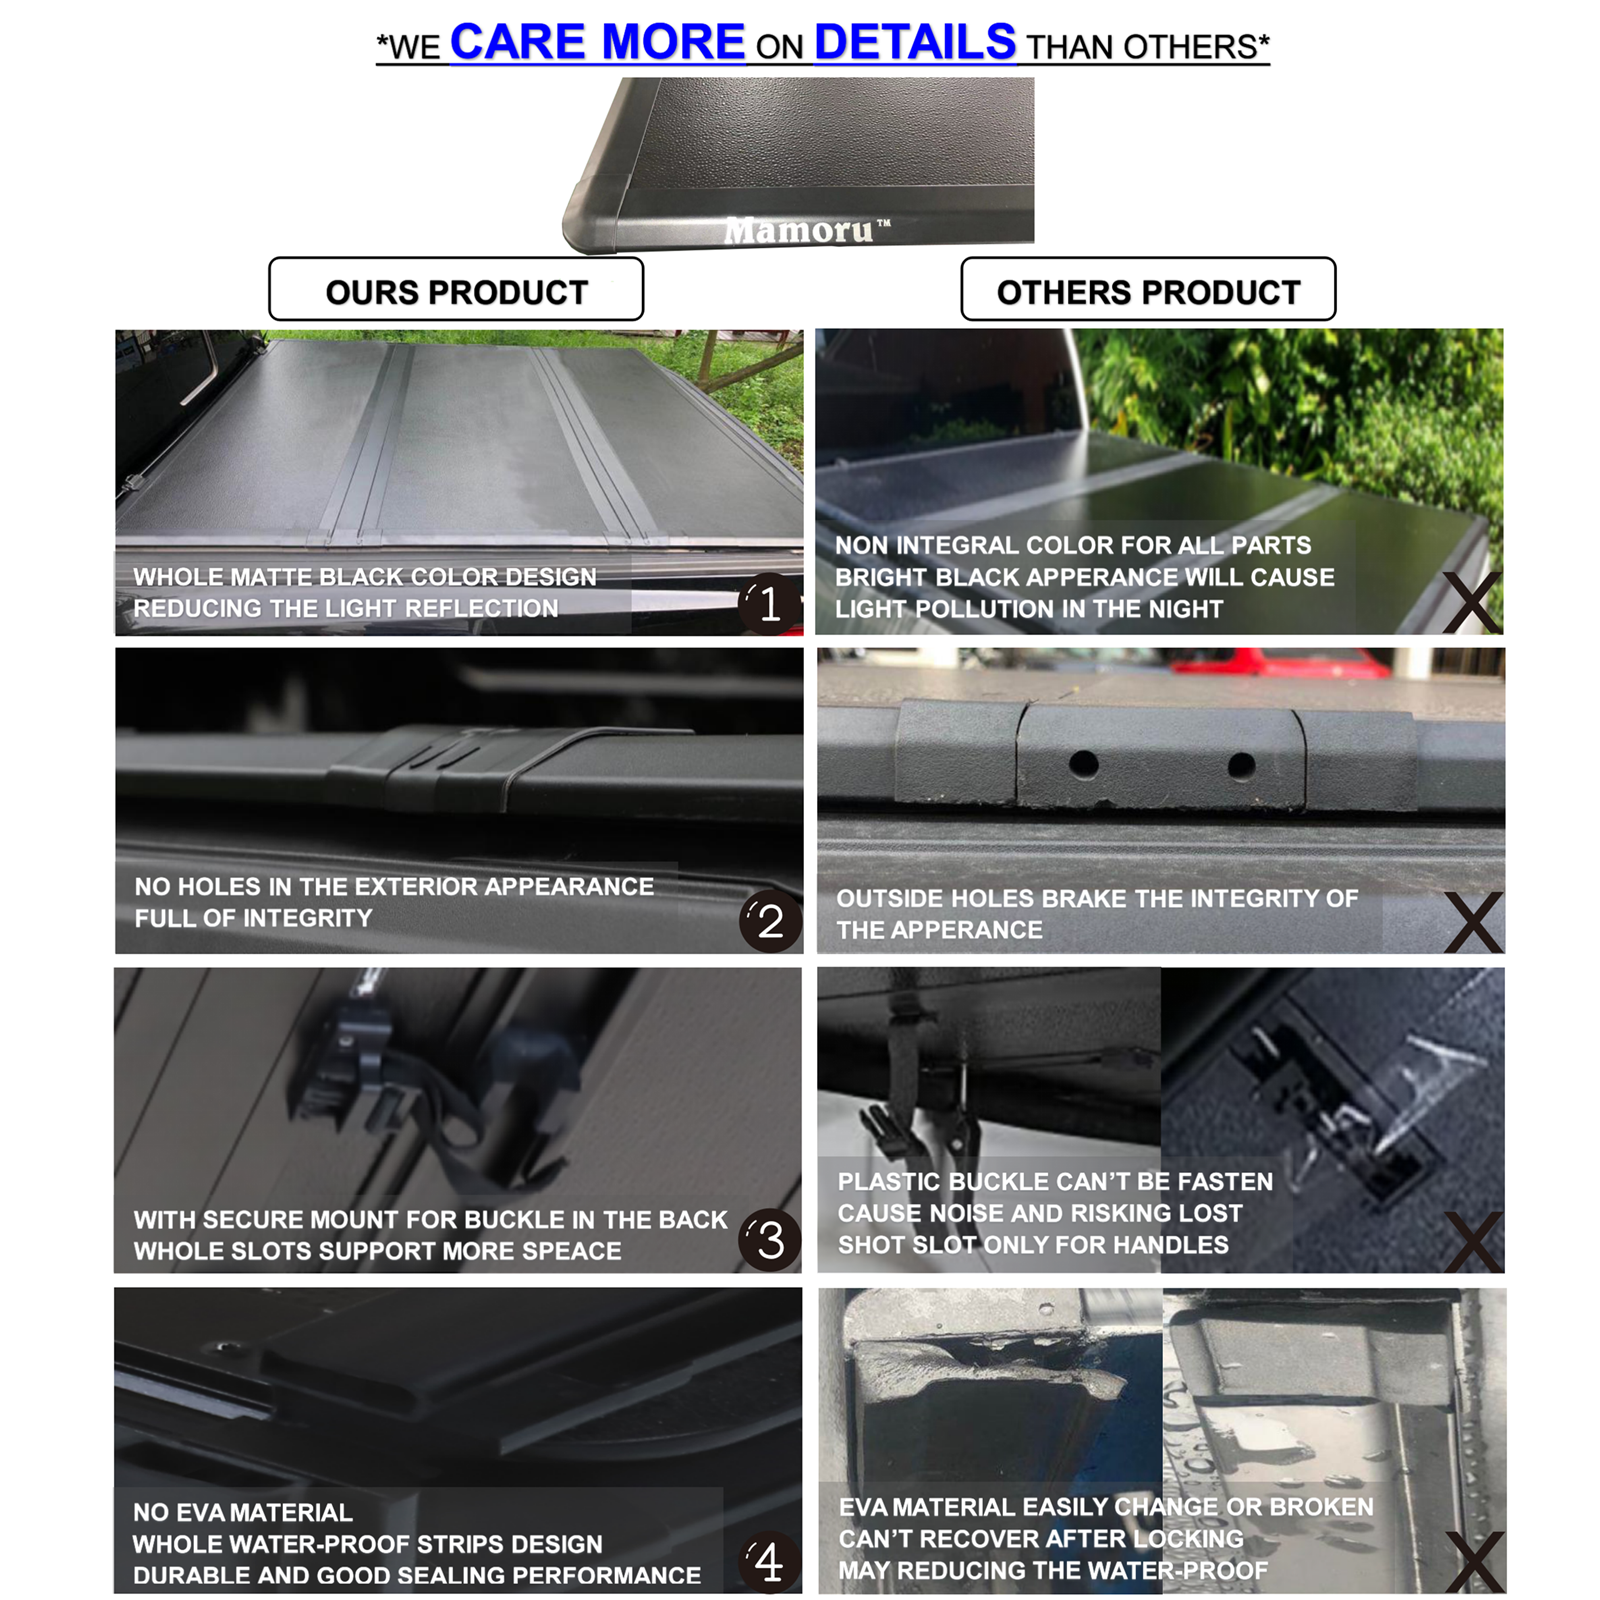 *WE CARE MORE ON DETAILS THAN OTHERS*
Mamoru™
OURS PRODUCT
OTHERS PRODUCT
WHOLE MATTE BLACK COLOR DESIGN
REDUCING THE LIGHT REFLECTION
1
NON INTEGRAL COLOR FOR ALL PARTS
BRIGHT BLACK APPERANCE WILL CAUSE
LIGHT POLLUTION IN THE NIGHT
X
NO HOLES IN THE EXTERIOR APPEARANCE
FULL OF INTEGRITY
2
OUTSIDE HOLES BRAKE THE INTEGRITY OF
THE APPERANCE
X
WITH SECURE MOUNT FOR BUCKLE IN THE BACK
WHOLE SLOTS SUPPORT MORE SPEACE
3
PLASTIC BUCKLE CAN’T BE FASTEN
CAUSE NOISE AND RISKING LOST
SHOT SLOT ONLY FOR HANDLES
X
NO EVA MATERIAL
WHOLE WATER-PROOF STRIPS DESIGN
DURABLE AND GOOD SEALING PERFORMANCE
4
EVA MATERIAL EASILY CHANGE OR BROKEN
CAN’T RECOVER AFTER LOCKING
MAY REDUCING THE WATER-PROOF
X